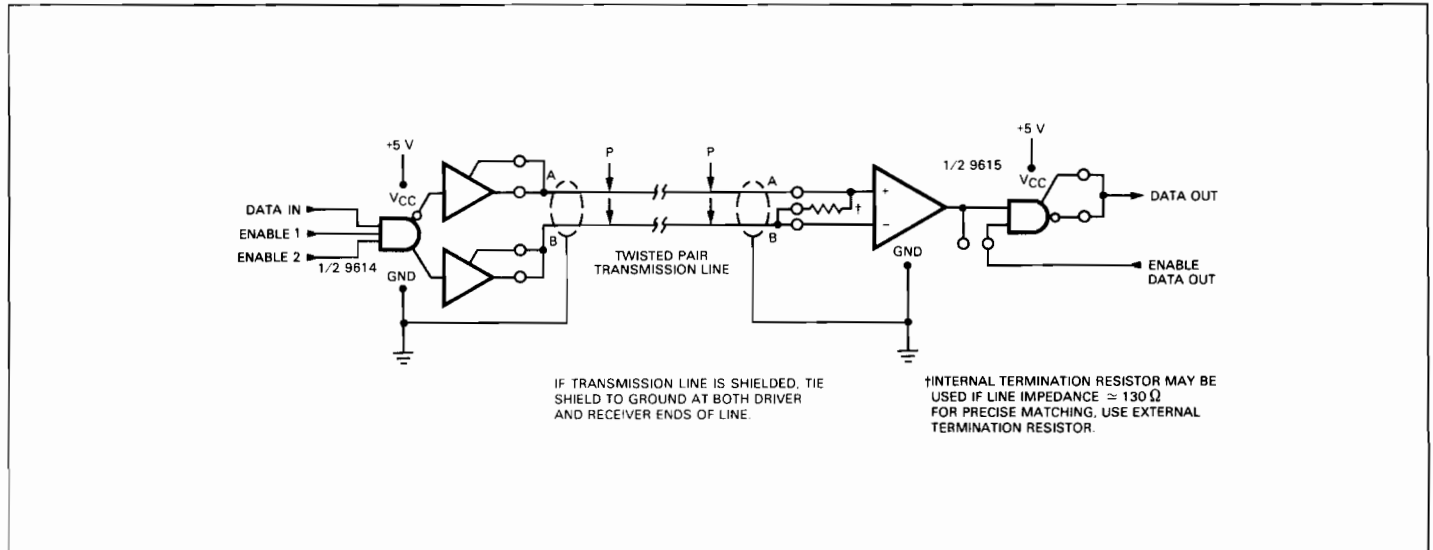 +5 V
VCC
DATA IN
ENABLE 1
ENABLE 2
1/2 9614
GND
A
B
P
P
TWISTED PAIR
TRANSMISSION LINE
A
B
†
+
−
GND
1/2 9615
+5 V
VCC
DATA OUT
ENABLE
DATA OUT
IF TRANSMISSION LINE IS SHIELDED, TIE
SHIELD TO GROUND AT BOTH DRIVER
AND RECEIVER ENDS OF LINE.
†INTERNAL TERMINATION RESISTOR MAY BE
USED IF LINE IMPEDANCE ≃ 130 Ω
FOR PRECISE MATCHING, USE EXTERNAL
TERMINATION RESISTOR.